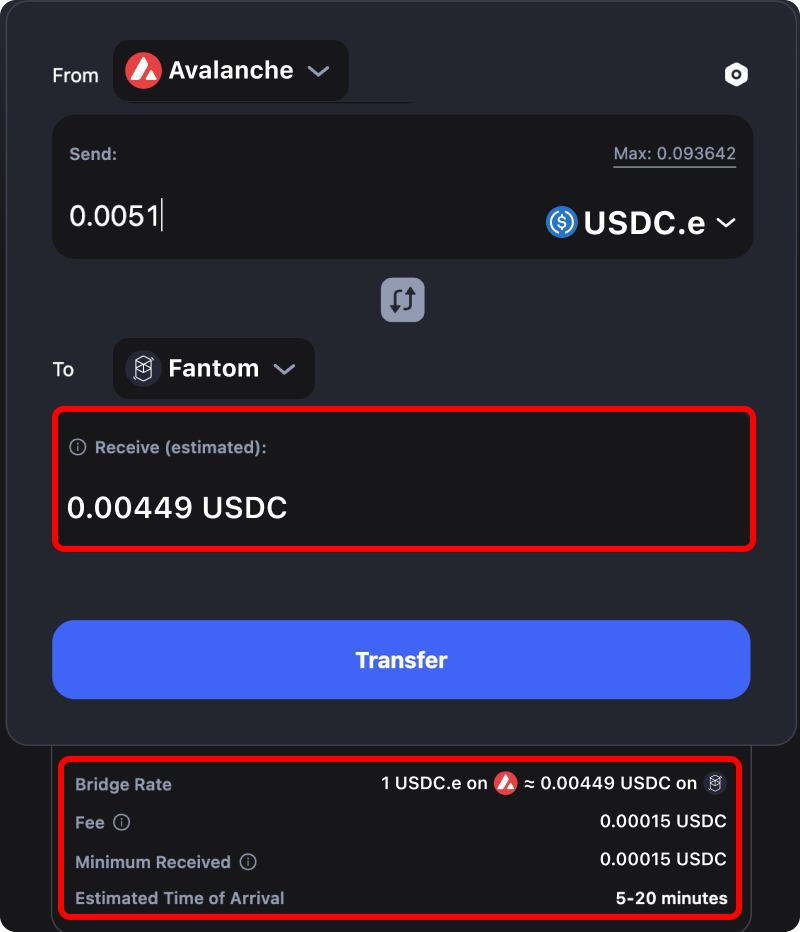 From Avalanche
Send: Max: 0.093642
0.0051 USDC.e
To Fantom
Receive (estimated):
0.00449 USDC
Transfer
Bridge Rate 1 USDC.e on ≈ 0.00449 USDC on
Fee 0.00015 USDC
Minimum Received 0.00015 USDC
Estimated Time of Arrival 5-20 minutes